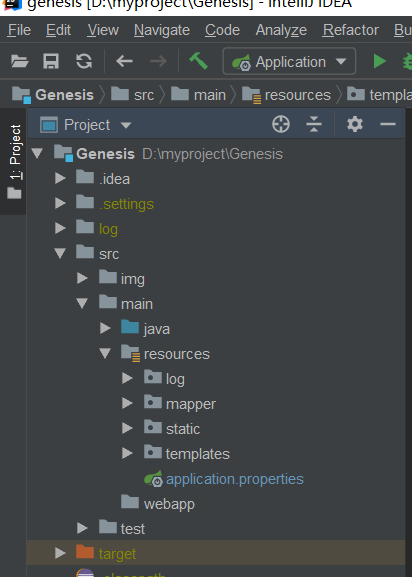 genesis [D:\myproject\Genesis] - IntelliJ IDEA
File Edit View Navigate Code Analyze Refactor
Application
Genesis src main resources
Project
1: Project
Genesis D:\myproject\Genesis
.idea
.settings
log
src
img
main
java
resources
log
mapper
static
templates
application.properties
webapp
test
target